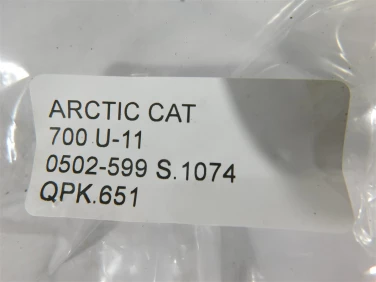 ARCTIC CAT
700 U-11
0502-599 S.1074
QPK.651